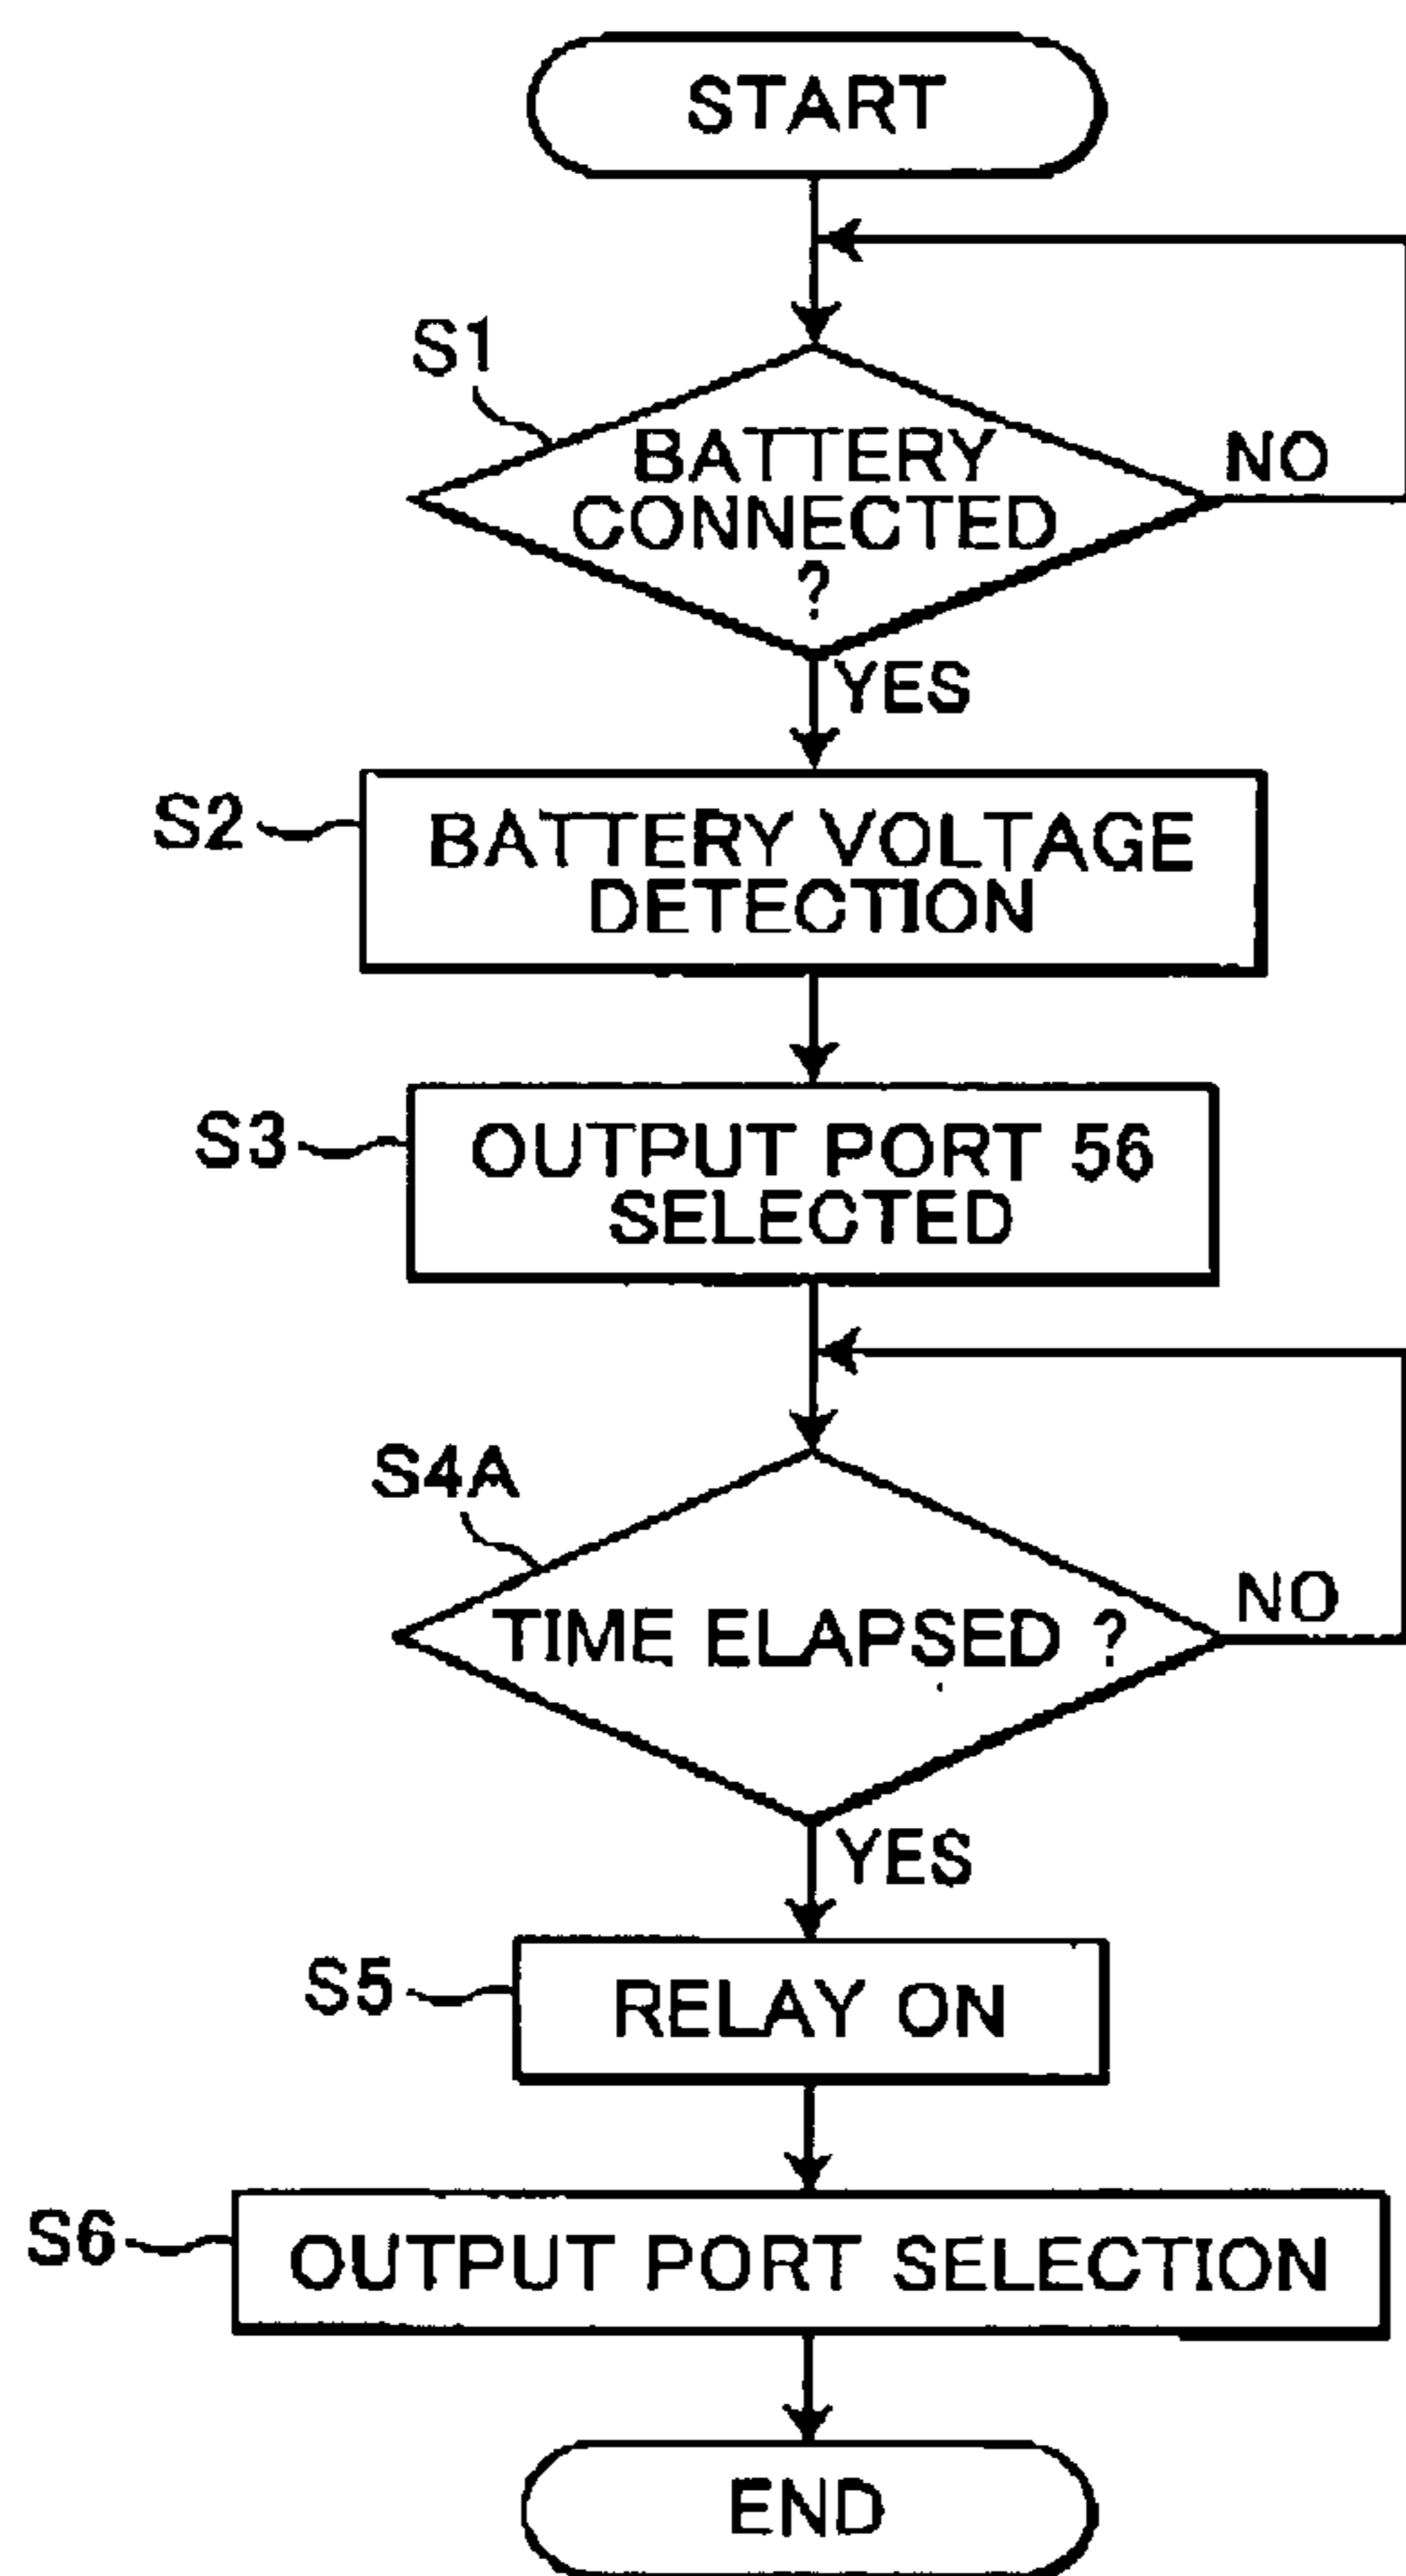 START
S1
BATTERY
CONNECTED
?
NO
YES
S2
BATTERY VOLTAGE
DETECTION
S3
OUTPUT PORT 56
SELECTED
S4A
TIME ELAPSED ?
NO
YES
S5
RELAY ON
S6
OUTPUT PORT SELECTION
END